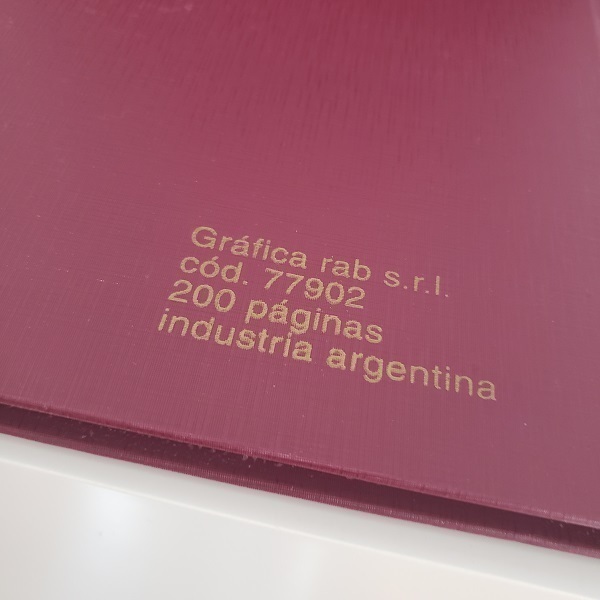 Gráfica rab s.r.l.
cód. 77902
200 páginas
industria argentina